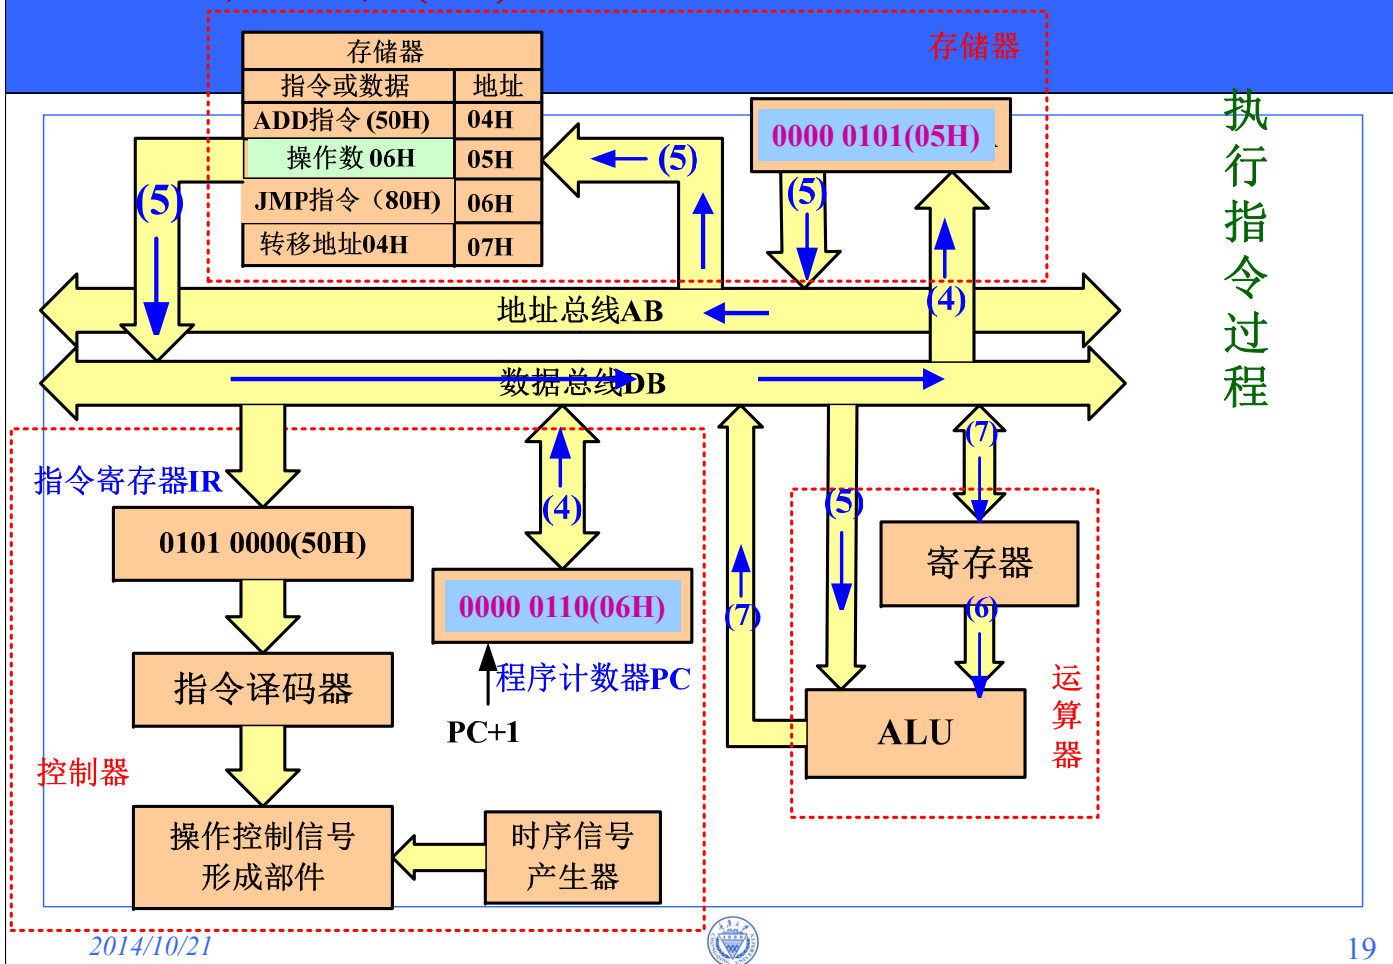 存储器
存储器
指令或数据 地址
ADD指令 (50H) 04H
操作数 06H 05H
JMP指令（80H) 06H
转移地址04H 07H
0000 0101(05H)
执行指令过程
(5)
(5)
(5)
(4)
地址总线AB
数据总线DB
指令寄存器IR
(4)
(5)
(7)
(7)
(6)
0101 0000(50H)
寄存器
0000 0110(06H)
程序计数器PC
PC+1
指令译码器
ALU
运算器
控制器
操作控制信号
形成部件
时序信号
产生器
2014/10/21
19